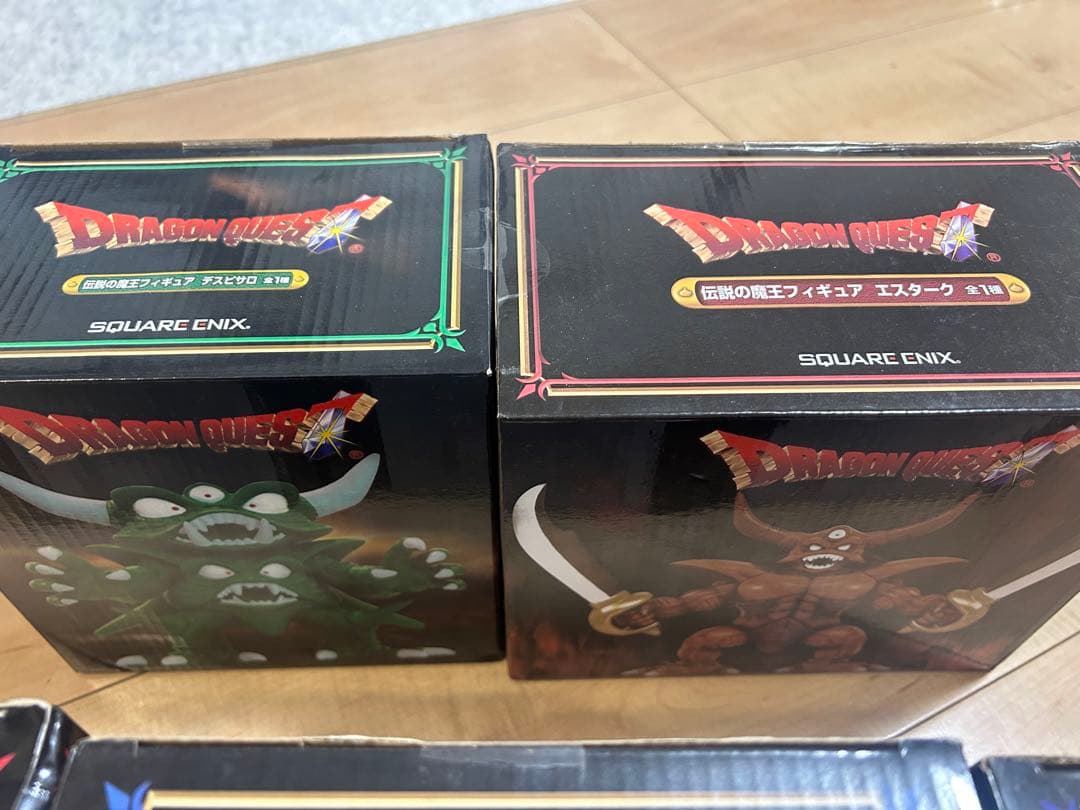 DRAGON QUEST
伝説の魔王フィギュア デスピサロ 全1種
SQUARE ENIX®
DRAGON QUEST®
DRAGON QUEST®
伝説の魔王フィギュア エスターク 全1種
SQUARE ENIX®
DRAGON QUEST®